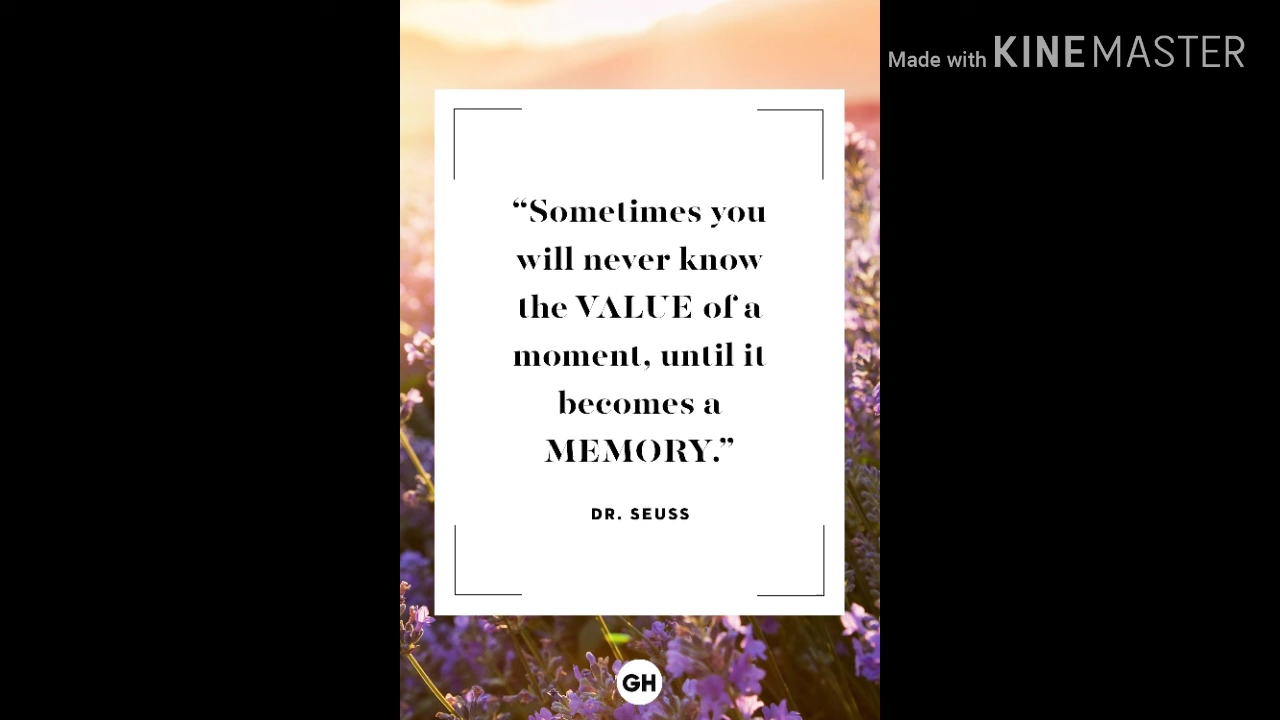 Made with KINEMASTER
“Sometimes you
will never know
the VALUE of a
moment, until it
becomes a
MEMORY.”
DR. SEUSS
GH